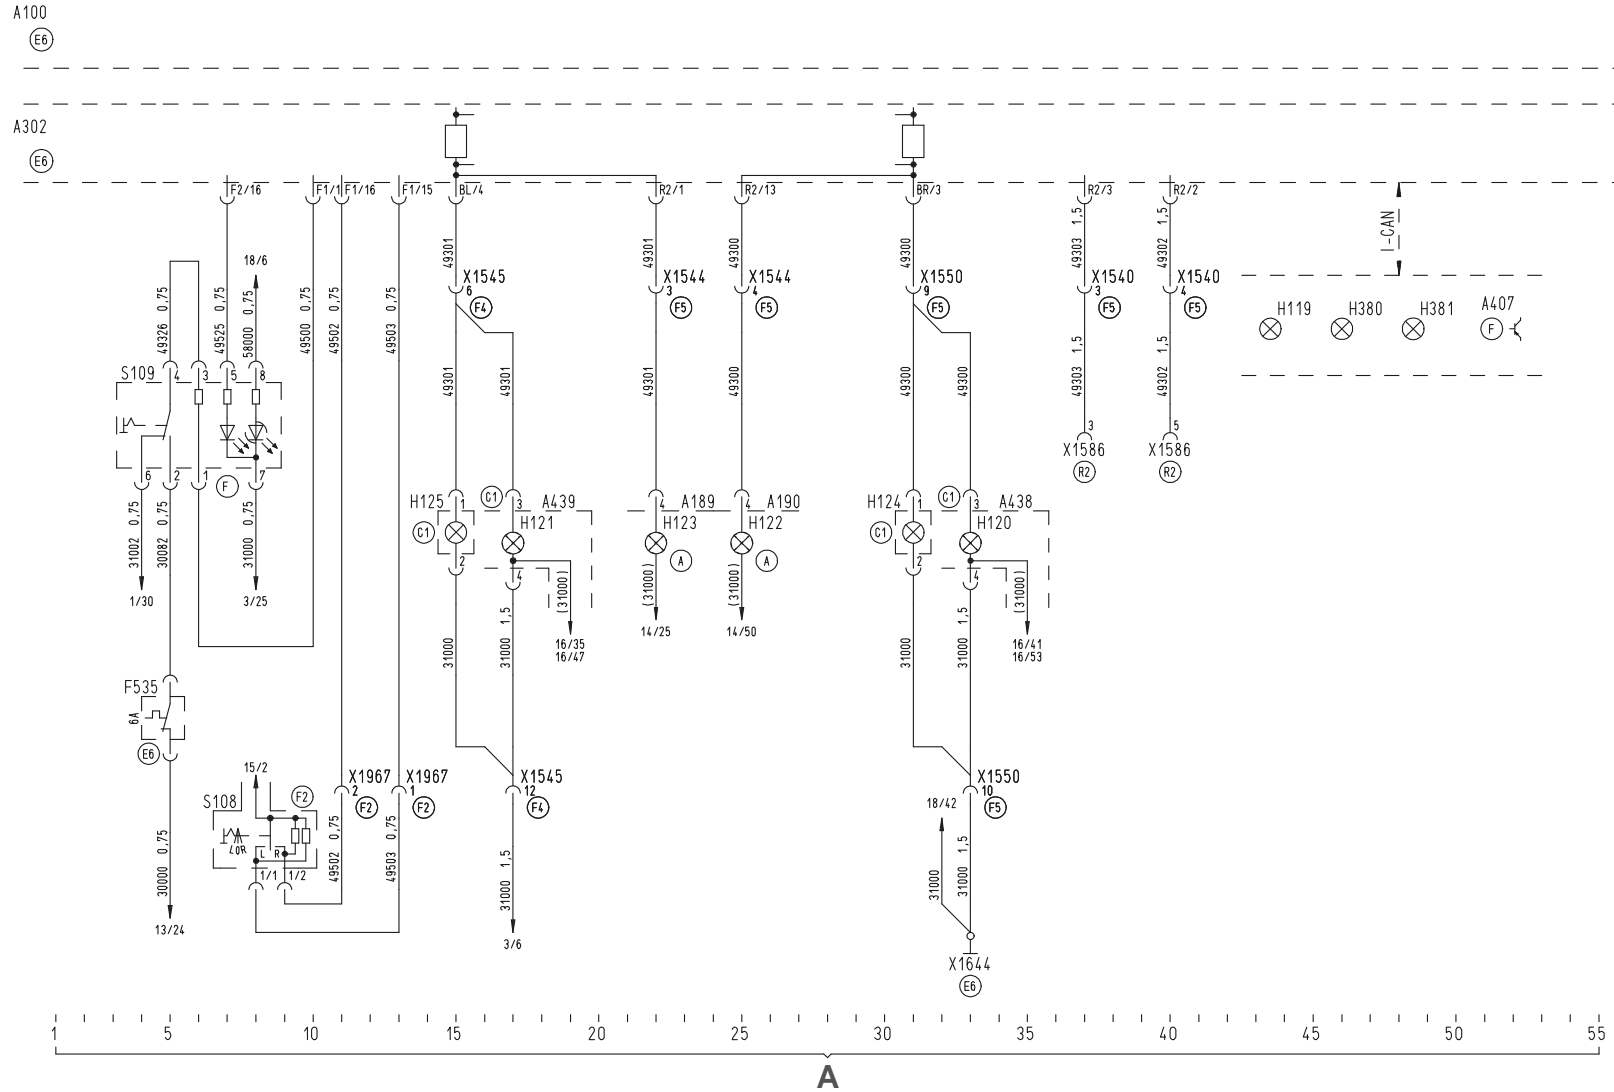 A100
E6
A302
E6
F2/16 F1/1 F1/16 F1/15 BL/4 R2/1 R2/13 BR/3 R2/3 R2/2
I-CAN
49301 49301 49300 49300 49303 1,5 49302 1,5
18/6
X1545 X1544 X1544 X1550 X1540 X1540
6 3 4 9 3 4
F4 F5 F5 F5 F5 F5
H119 H380 H381 A407
F
49326 0,75 49525 0,75 58000 0,75 49500 0,75 49502 0,75 49503 0,75
49301 49301 49301 49300 49300 49300 49303 1,5 49302 1,5
S109
4 3 5 8
3 5
X1586 X1586
R2 R2
6 2 1 7
F
H125 1 C1 3 A439 4 A189 4 A190 H124 1 C1 3 A438
C1 H121 H123 H122 C1 H120
2 4 A A 2 4
31002 0,75 30082 0,75 31000 0,75
(31000) (31000) (31000) (31000)
1/30 3/25
14/25 14/50
16/35 16/41
16/47 16/53
31000 31000 1,5 31000 31000 1,5
F535
6A
E6
15/2
X1967 X1967 X1545 X1550
2 1 12 10
F2 F2 F4 F5
S108 F2
18/42
L0R
L R
1/1 1/2
30000 0,75 49502 0,75 49503 0,75 31000 1,5 31000 31000 1,5
13/24
3/6
X1644
E6
1 5 10 15 20 25 30 35 40 45 50 55
A